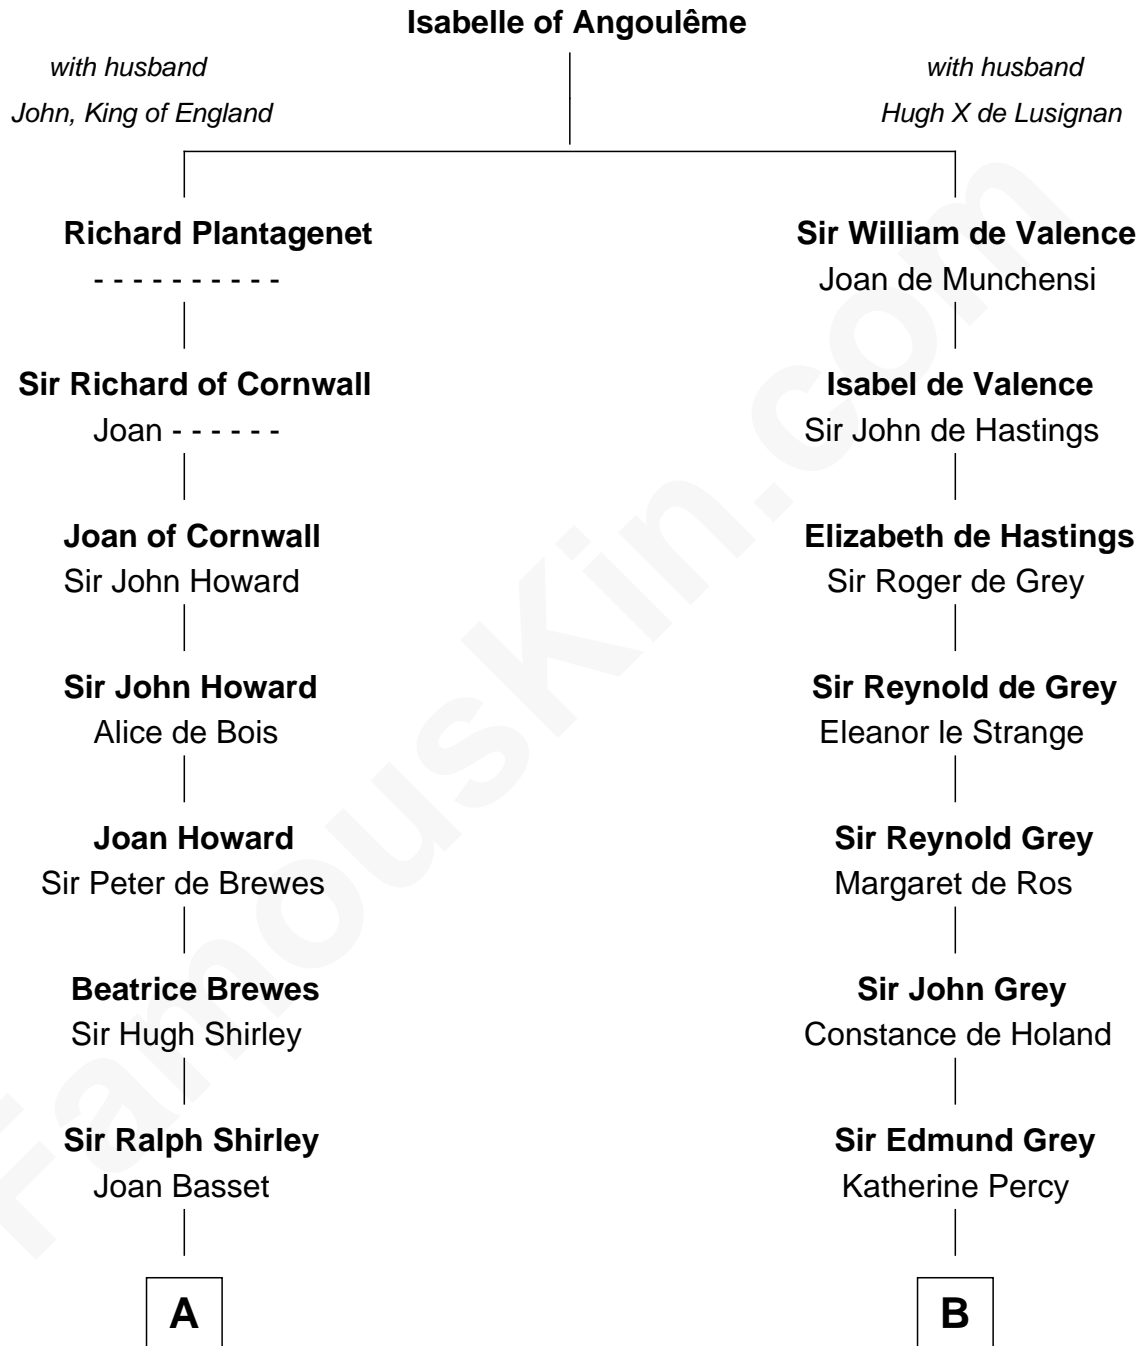 Isabelle of Angoulême
with husband
John, King of England
with husband
Hugh X de Lusignan
Richard Plantagenet
- - - - - - - - - -
Sir William de Valence
Joan de Munchensi
Sir Richard of Cornwall
Joan - - - - - -
Isabel de Valence
Sir John de Hastings
Joan of Cornwall
Sir John Howard
Elizabeth de Hastings
Sir Roger de Grey
Sir John Howard
Alice de Bois
Sir Reynold de Grey
Eleanor le Strange
Joan Howard
Sir Peter de Brewes
Sir Reynold Grey
Margaret de Ros
Beatrice Brewes
Sir Hugh Shirley
Sir John Grey
Constance de Holand
Sir Ralph Shirley
Joan Basset
Sir Edmund Grey
Katherine Percy
A
B
FamousKin.com